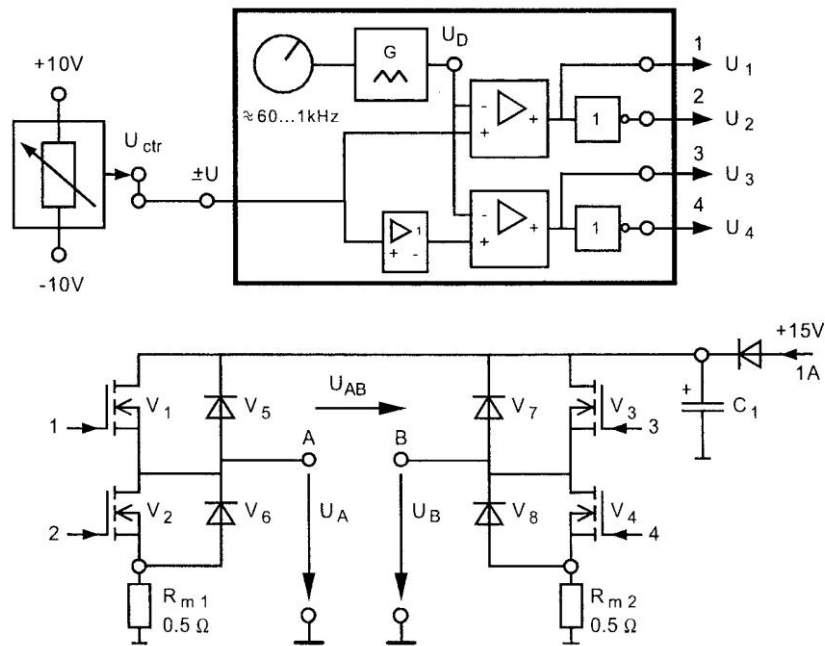 +10V
U ctr
-10V
±U
≈ 60...1kHz
G
U D
-
+
+
1
-
+
+
1
+
-
1
1
U 1
2
U 2
3
U 3
4
U 4
+15V
1A
C 1
+
U AB
A
B
U A
U B
V 1
V 5
V 2
V 6
V 7
V 3
V 8
V 4
1
2
3
4
R m 1
0.5 Ω
R m 2
0.5 Ω